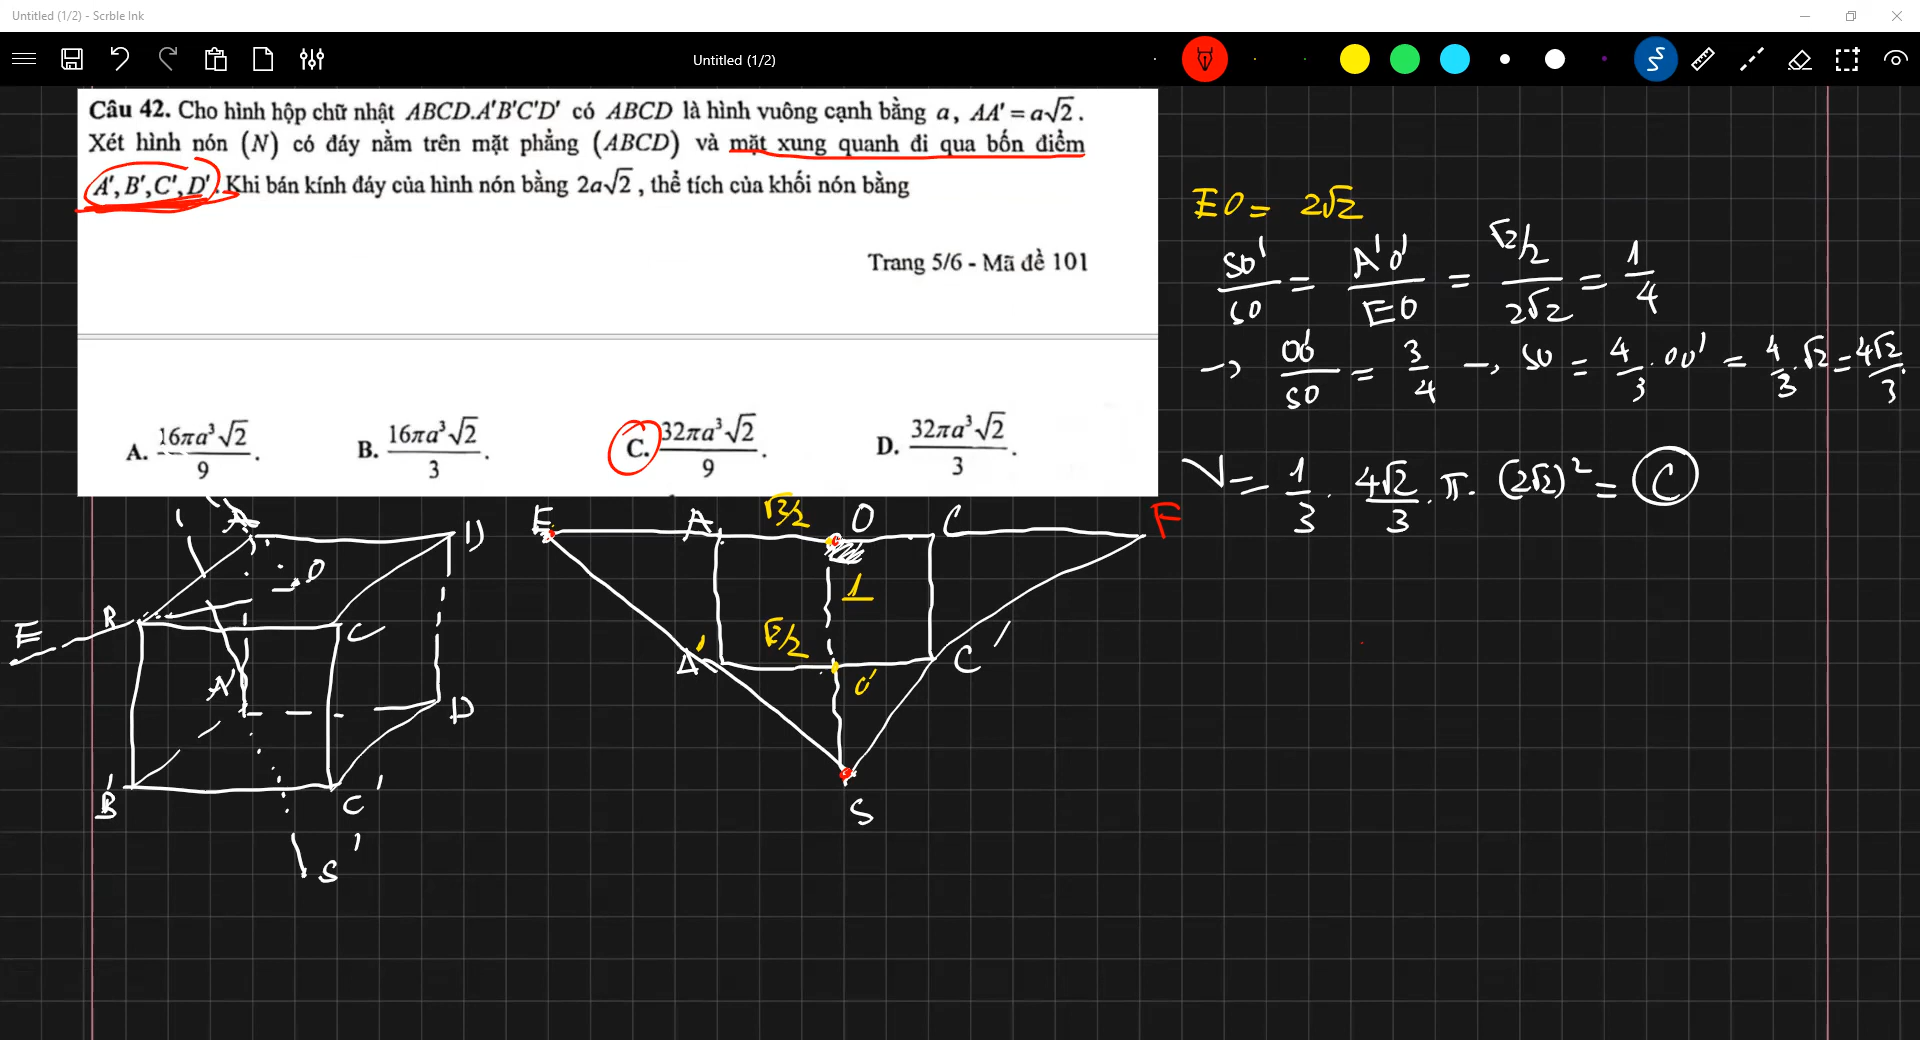 Untitled (1/2) - Scrble Ink
Untitled (1/2)
Câu 42. Cho hình hộp chữ nhật ABCD.A'B'C'D' có ABCD là hình vuông cạnh bằng a, AA' = a√2.
Xét hình nón (N) có đáy nằm trên mặt phẳng (ABCD) và mặt xung quanh đi qua bốn điểm
A', B', C', D'. Khi bán kính đáy của hình nón bằng 2a√2, thể tích của khối nón bằng
Trang 5/6 - Mã đề 101
A. 16πa³√2/9. B. 16πa³√2/3. C. 32πa³√2/9. D. 32πa³√2/3.
EO = 2√2
SO'/SO = A'O'/EO = √2/2 / 2√2 = 1/4
→ OO'/SO = 3/4 → SO = 4/3 . OO' = 4/3 . √2 = 4√2/3.
V = 1/3 . 4√2/3 . π . (2√2)² = C
A D
O
E B C
A' D
B' C'
S'
E A √2/2 O C F
1
A' √2/2 O' C'
S